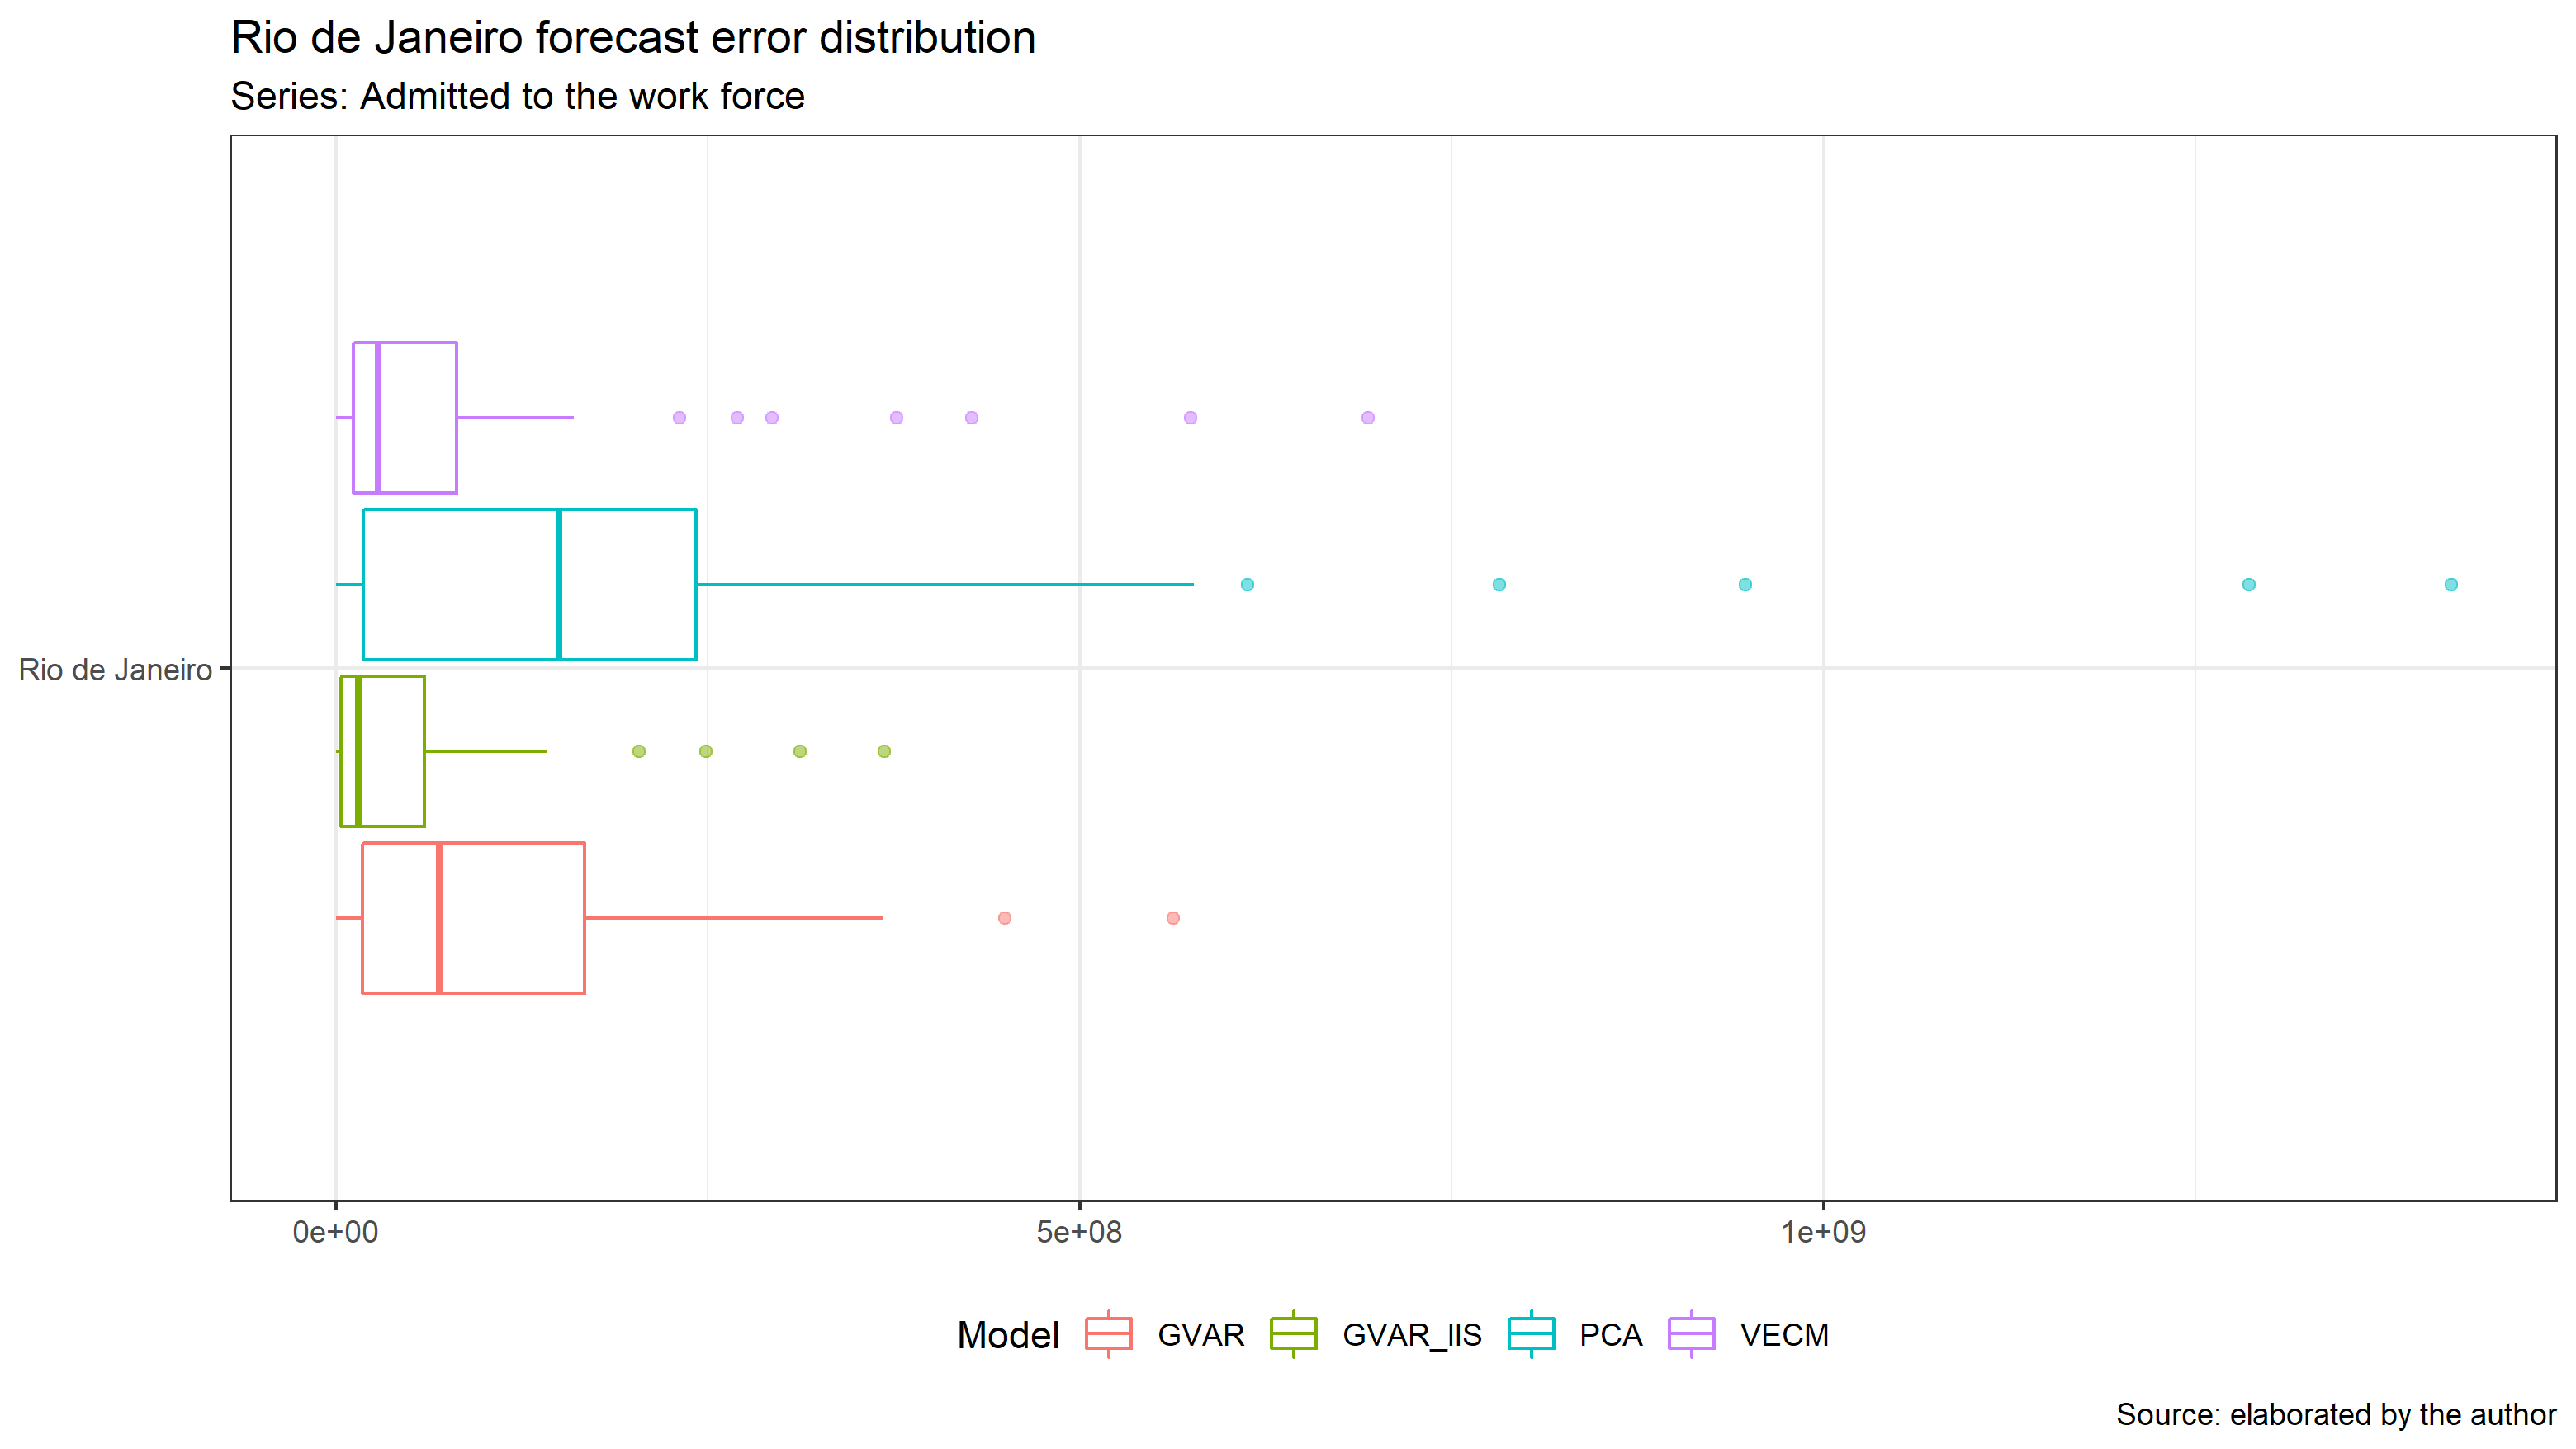 Rio de Janeiro forecast error distribution
Series: Admitted to the work force
Rio de Janeiro
0e+00 5e+08 1e+09
Model GVAR GVAR_IIS PCA VECM
Source: elaborated by the author